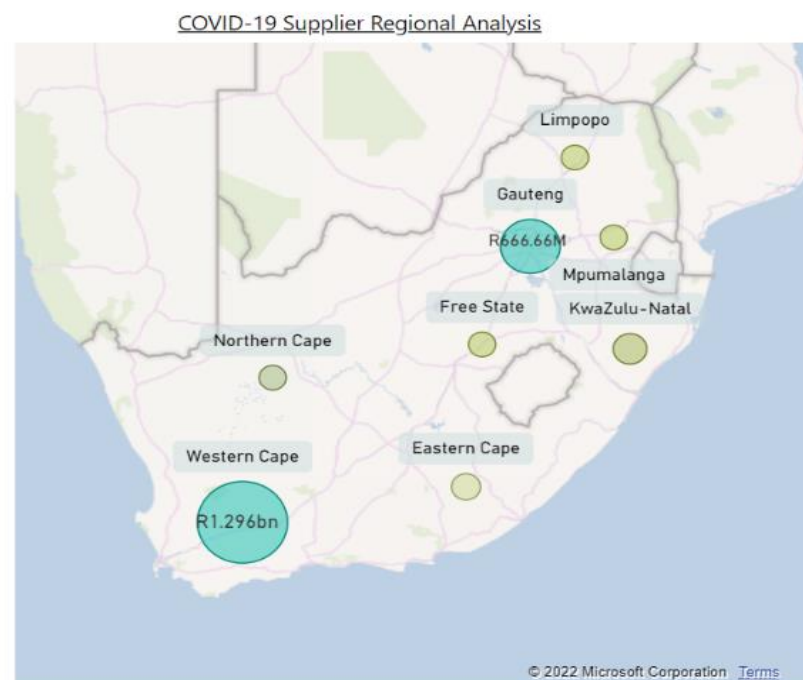 COVID-19 Supplier Regional Analysis
Limpopo
Gauteng
R666.66M
Mpumalanga
Free State
KwaZulu-Natal
Northern Cape
Western Cape
Eastern Cape
R1.296bn
© 2022 Microsoft Corporation Terms